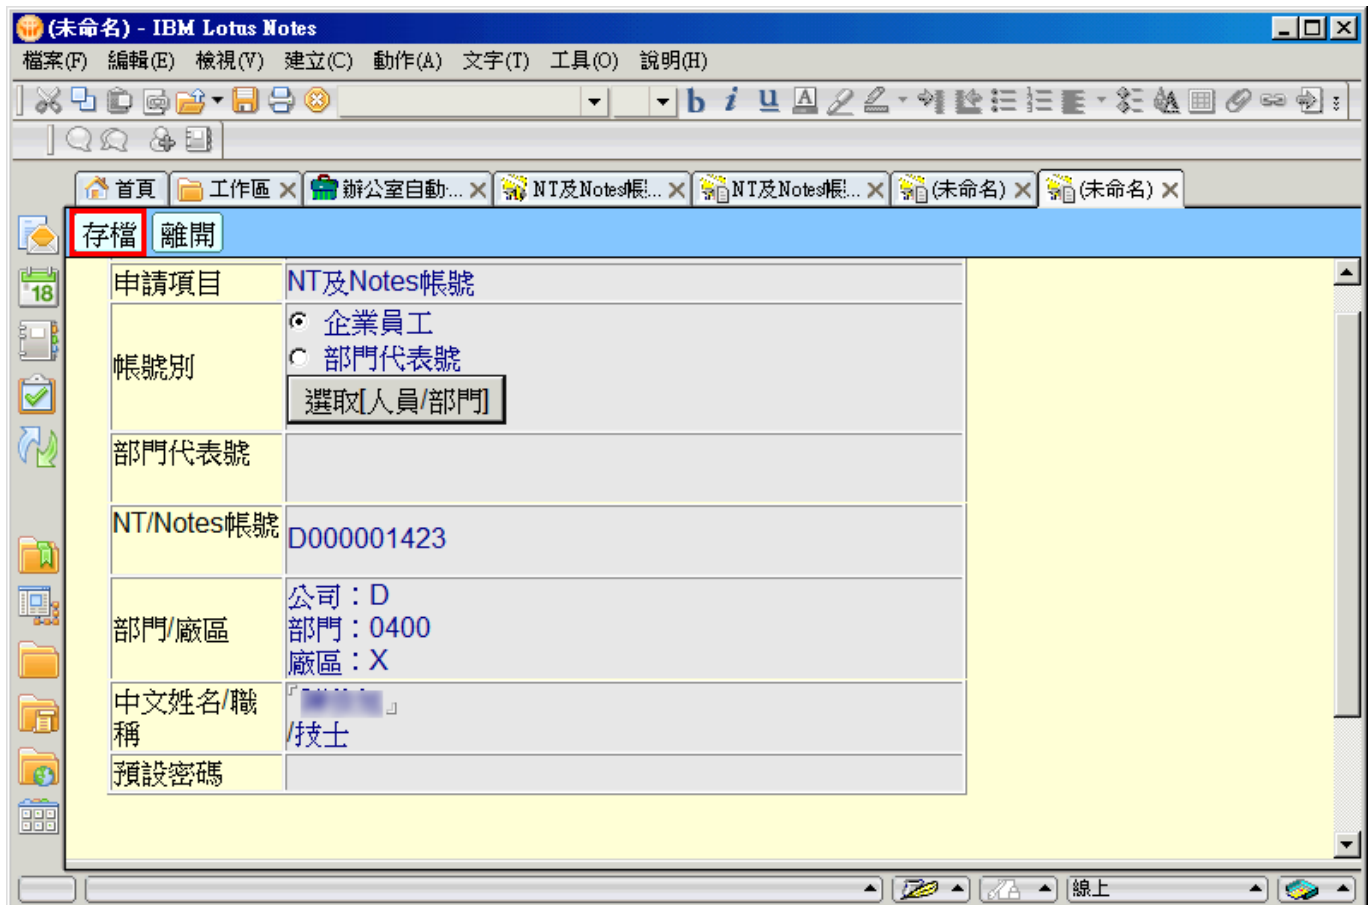 (未命名) - IBM Lotus Notes
檔案(F) 編輯(E) 檢視(V) 建立(C) 動作(A) 文字(T) 工具(O) 說明(H)
b i u A
首頁 工作區 辦公室自動... NT及Notes帳!... NT及Notes帳!... (未命名) (未命名)
存檔 離開
18
申請項目 NT及Notes帳號
帳號別
企業員工
部門代表號
選取[人員/部門]
部門代表號
NT/Notes帳號 D000001423
部門/廠區
公司：D
部門：0400
廠區：X
中文姓名/職
稱
『 』
/技士
預設密碼
線上